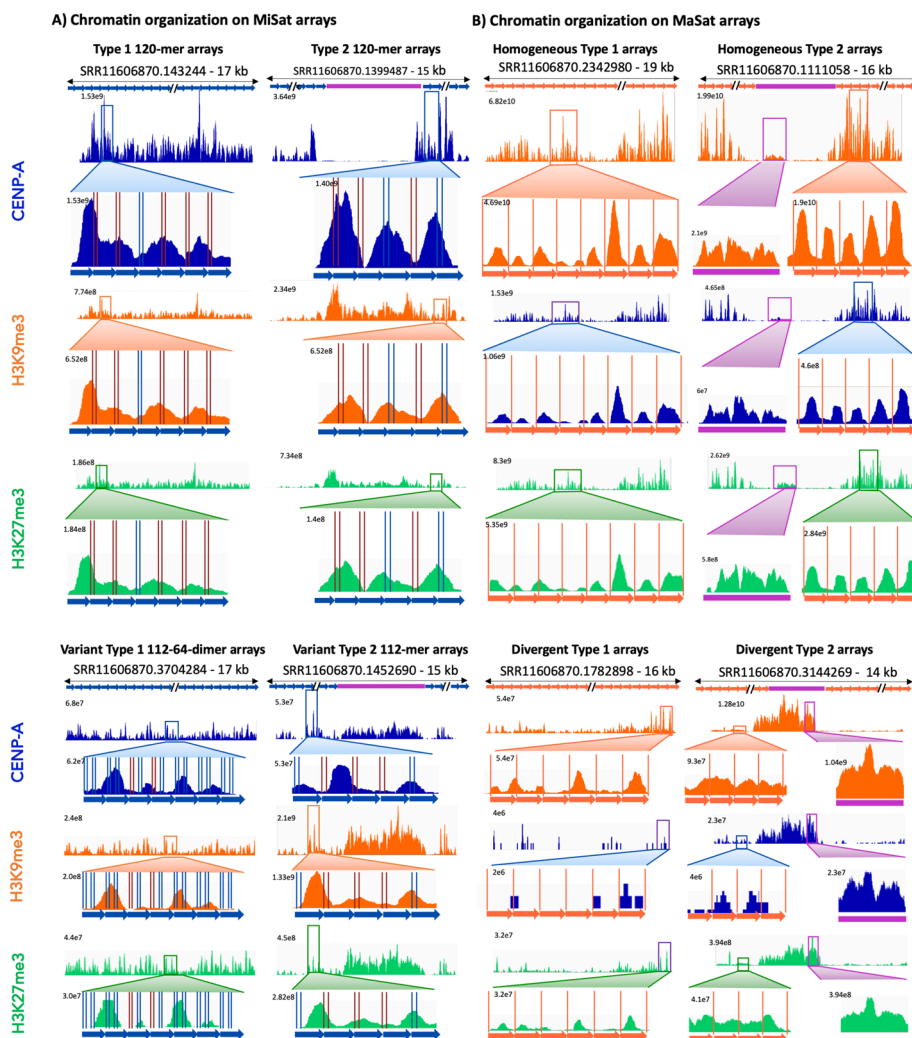 A) Chromatin organization on MiSat arrays
B) Chromatin organization on MaSat arrays
Type 1 120-mer arrays
SRR11606870.143244 - 17 kb
Type 2 120-mer arrays
SRR11606870.1399487 - 15 kb
Homogeneous Type 1 arrays
SRR11606870.2342980 - 19 kb
Homogeneous Type 2 arrays
SRR11606870.1111058 - 16 kb
CENP-A
1.53e9
3.64e9
6.82e10
1.99e10
1.53e9
1.40e9
4.69e10
2.1e9
1.9e10
H3K9me3
7.74e8
2.34e9
1.53e9
4.65e8
6.52e8
6.52e8
1.06e9
6e7
4.6e8
H3K27me3
1.86e8
7.34e8
8.3e9
2.62e9
1.84e8
1.4e8
5.35e9
5.8e8
2.84e9
Variant Type 1 112-64-dimer arrays
SRR11606870.3704284 - 17 kb
Variant Type 2 112-mer arrays
SRR11606870.1452690 - 15 kb
Divergent Type 1 arrays
SRR11606870.1782898 - 16 kb
Divergent Type 2 arrays
SRR11606870.3144269 - 14 kb
CENP-A
6.8e7
5.3e7
5.4e7
1.28e10
6.2e7
5.3e7
5.4e7
9.3e7
1.04e9
H3K9me3
2.4e8
2.1e9
4e6
2.3e7
2.0e8
1.33e9
2e6
4e6
2.3e7
H3K27me3
4.4e7
4.5e8
3.2e7
3.94e8
3.0e7
2.82e8
3.2e7
4.1e7
3.94e8